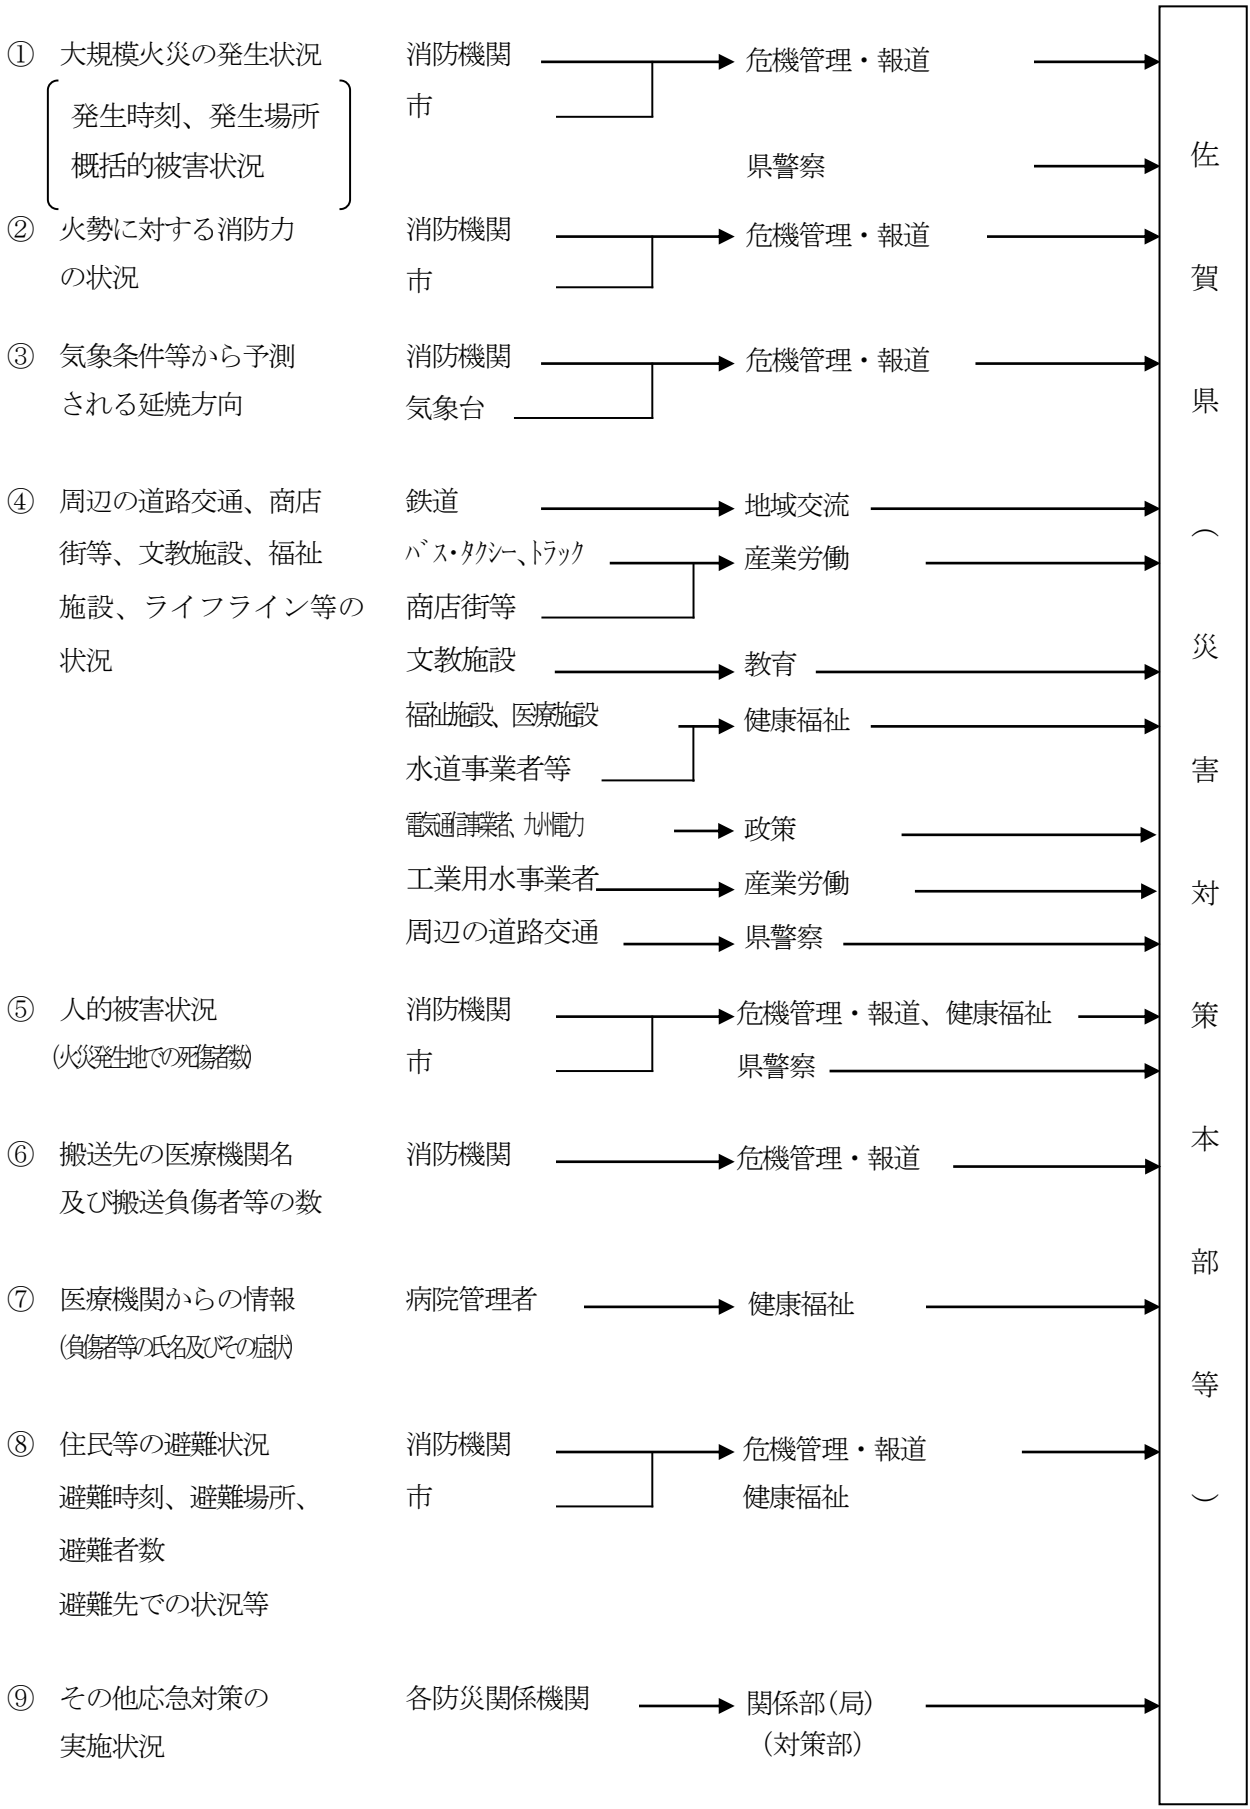 ① 大規模火災の発生状況 消防機関 危機管理・報道
発生時刻、発生場所 市
概括的被害状況 県警察
② 火勢に対する消防力 消防機関 危機管理・報道
の状況 市
③ 気象条件等から予測 消防機関 危機管理・報道
される延焼方向 気象台
④ 周辺の道路交通、商店 鉄道 地域交流
街等、文教施設、福祉 バス・タクシー、トラック 産業労働
施設、ライフライン等の 商店街等
状況 文教施設 教育
福祉施設、医療施設 健康福祉
水道事業者等
電気通信事業者、九州電力 政策
工業用水事業者 産業労働
周辺の道路交通 県警察
⑤ 人的被害状況 消防機関 危機管理・報道、健康福祉
(火災発生地での死傷者数) 市 県警察
⑥ 搬送先の医療機関名 消防機関 危機管理・報道
及び搬送負傷者等の数
⑦ 医療機関からの情報 病院管理者 健康福祉
(負傷者等の氏名及びその症状)
⑧ 住民等の避難状況 消防機関 危機管理・報道
避難時刻、避難場所、 市 健康福祉
避難者数
避難先での状況等
⑨ その他応急対策の 各防災関係機関 関係部(局)
実施状況 (対策部)
佐賀県(災害対策本部等)